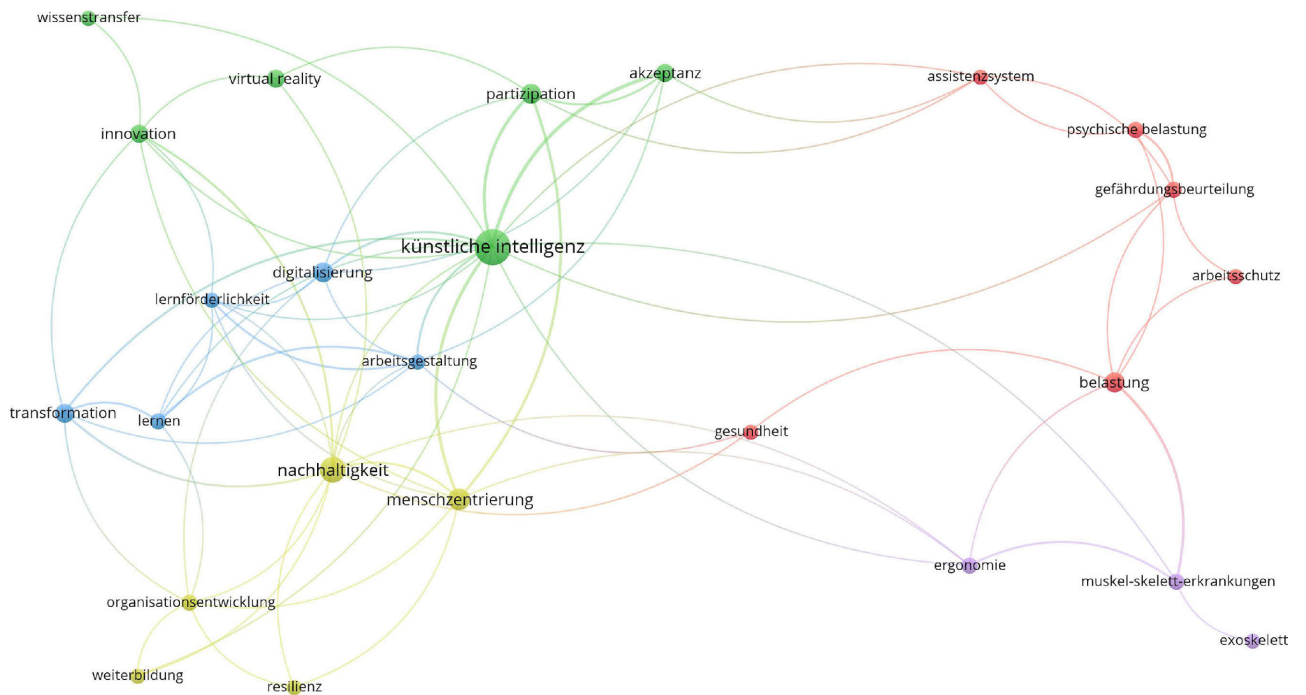 wissenstransfer
virtual reality
akzeptanz
assistenzsystem
partizipation
innovation
psychische belastung
gefährdungsbeurteilung
künstliche intelligenz
digitalisierung
arbeitsschutz
lernförderlichkeit
arbeitsgestaltung
belastung
transformation
lernen
gesundheit
nachhaltigkeit
menschzentrierung
ergonomie
muskel-skelett-erkrankungen
organisationsentwicklung
exoskelett
weiterbildung
resilienz